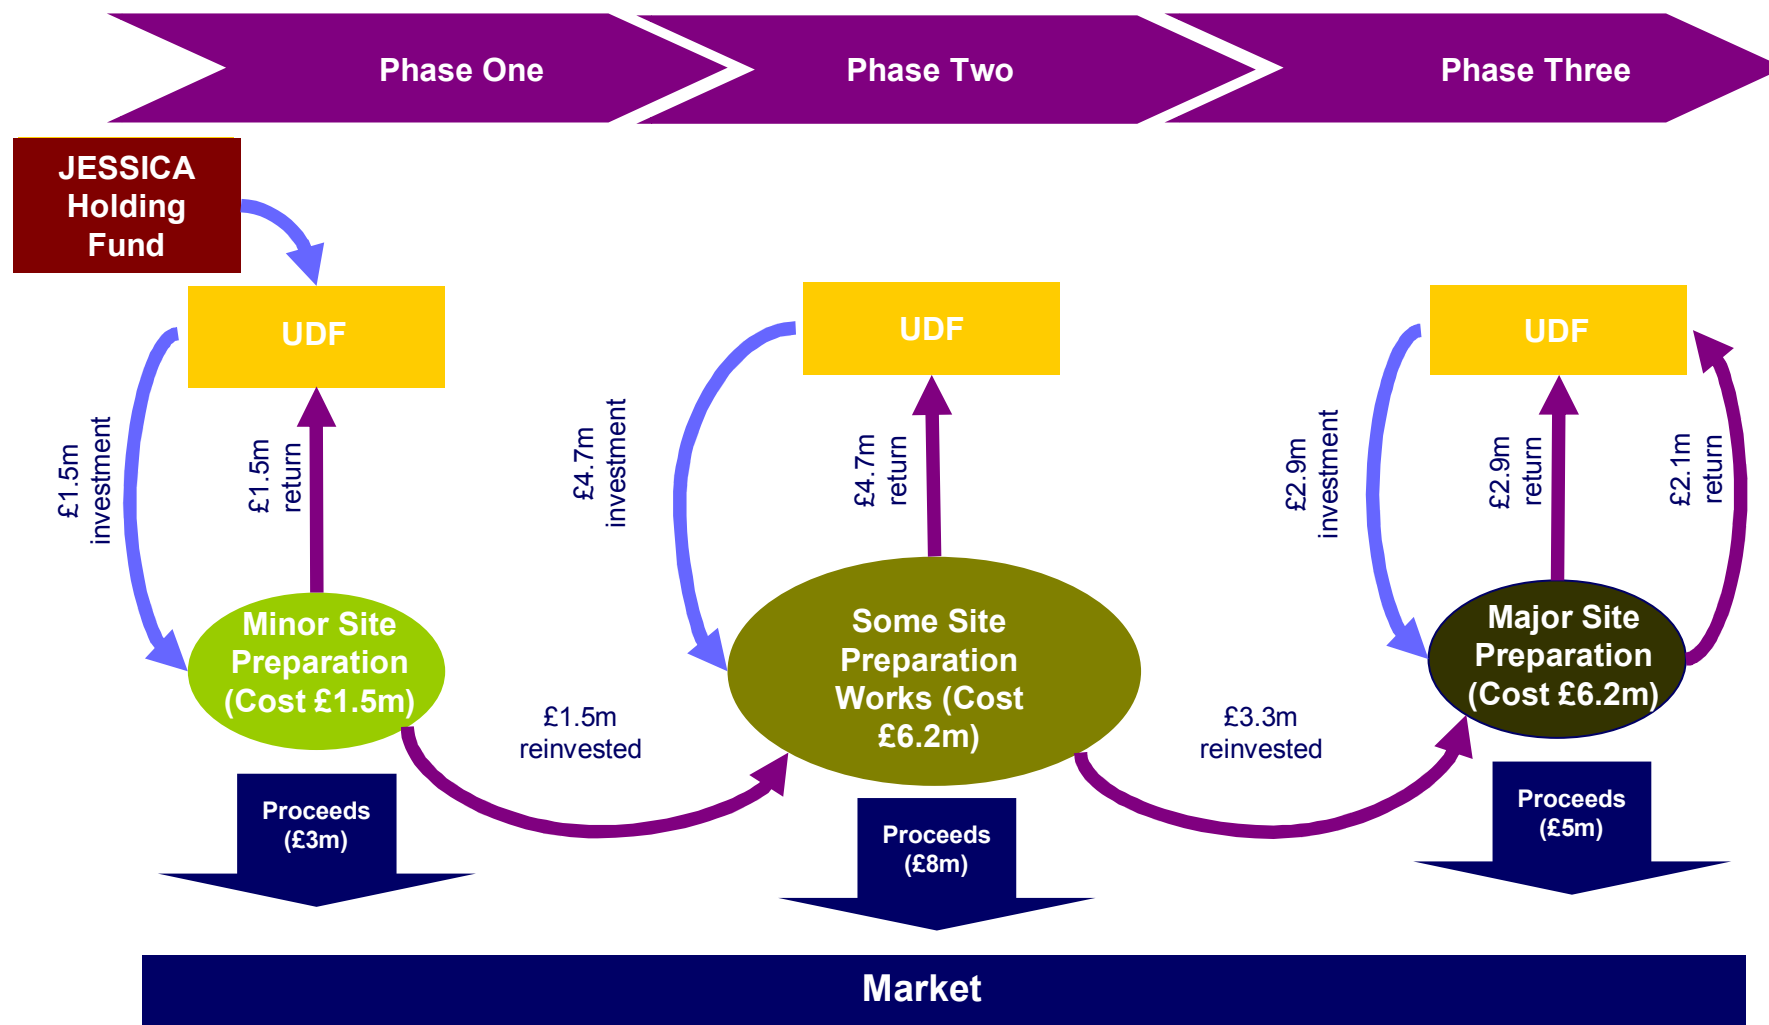 Phase One
Phase Two
Phase Three
JESSICA
Holding
Fund
UDF
UDF
UDF
£1.5m
investment
£1.5m
return
£4.7m
investment
£4.7m
return
£2.9m
investment
£2.9m
return
£2.1m
return
Minor Site
Preparation
(Cost £1.5m)
Some Site
Preparation
Works (Cost
£6.2m)
Major Site
Preparation
(Cost £6.2m)
£1.5m
reinvested
£3.3m
reinvested
Proceeds
(£3m)
Proceeds
(£8m)
Proceeds
(£5m)
Market